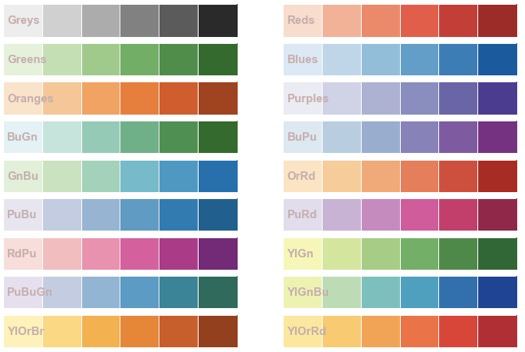 Greys
Reds
Greens
Blues
Oranges
Purples
BuGn
BuPu
GnBu
OrRd
PuBu
PuRd
RdPu
YlGn
PuBuGn
YlGnBu
YlOrBr
YlOrRd